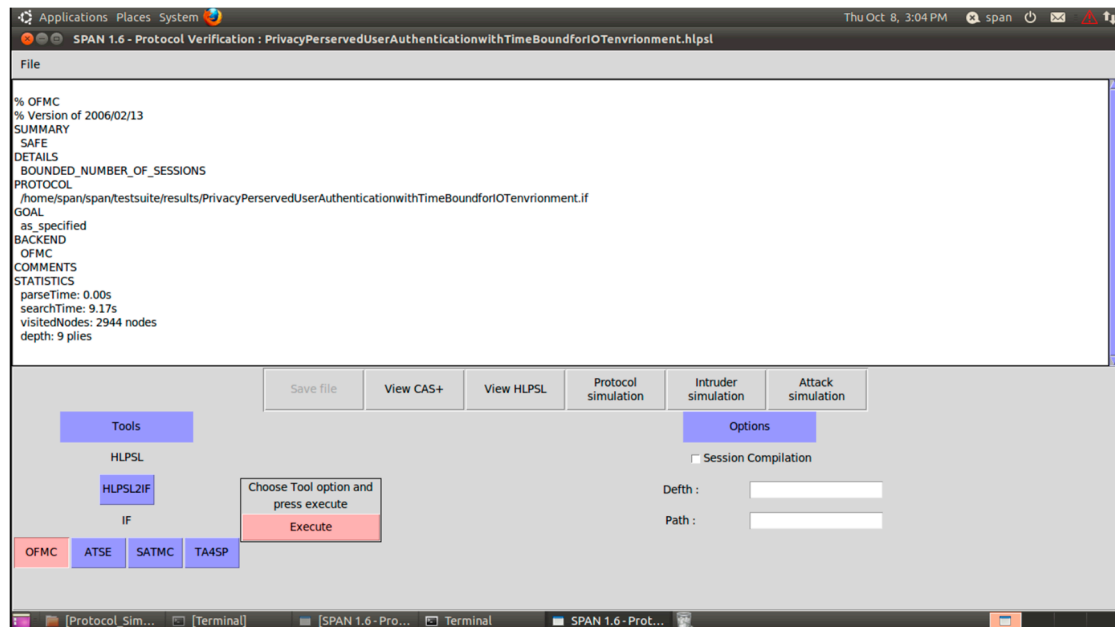 Applications Places System Thu Oct 8, 3:04 PM span
SPAN 1.6 - Protocol Verification : PrivacyPerservedUserAuthenticationwithTimeBoundforIOTenvrionment.hlpsl
File
% OFMC
% Version of 2006/02/13
SUMMARY
SAFE
DETAILS
BOUNDED_NUMBER_OF_SESSIONS
PROTOCOL
/home/span/span/testsuite/results/PrivacyPerservedUserAuthenticationwithTimeBoundforIOTenvrionment.if
GOAL
as_specified
BACKEND
OFMC
COMMENTS
STATISTICS
parseTime: 0.00s
searchTime: 9.17s
visitedNodes: 2944 nodes
depth: 9 plies
Save file View CAS+ View HLPSL Protocol simulation Intruder simulation Attack simulation
Tools
Options
HLPSL
Session Compilation
HLPSL2IF
Choose Tool option and
press execute
Defth :
IF
Execute
Path :
OFMC ATSE SATMC TA4SP
[Protocol_Sim... [Terminal] [SPAN 1.6 - Pro... Terminal SPAN 1.6 - Prot...